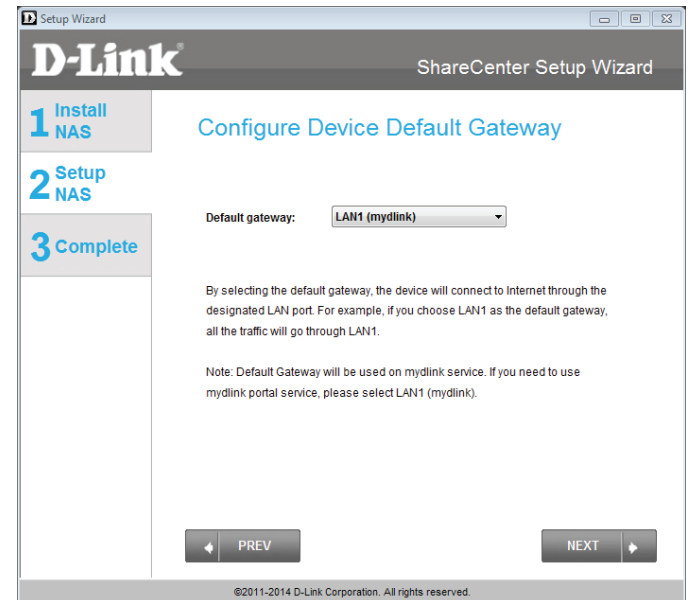 Setup Wizard
D-Link
ShareCenter Setup Wizard
1 Install
NAS
2 Setup
NAS
3 Complete
Configure Device Default Gateway
Default gateway: LAN1 (mydlink)
By selecting the default gateway, the device will connect to Internet through the
designated LAN port. For example, if you choose LAN1 as the default gateway,
all the traffic will go through LAN1.
Note: Default Gateway will be used on mydlink service. If you need to use
mydlink portal service, please select LAN1 (mydlink).
PREV
NEXT
©2011-2014 D-Link Corporation. All rights reserved.